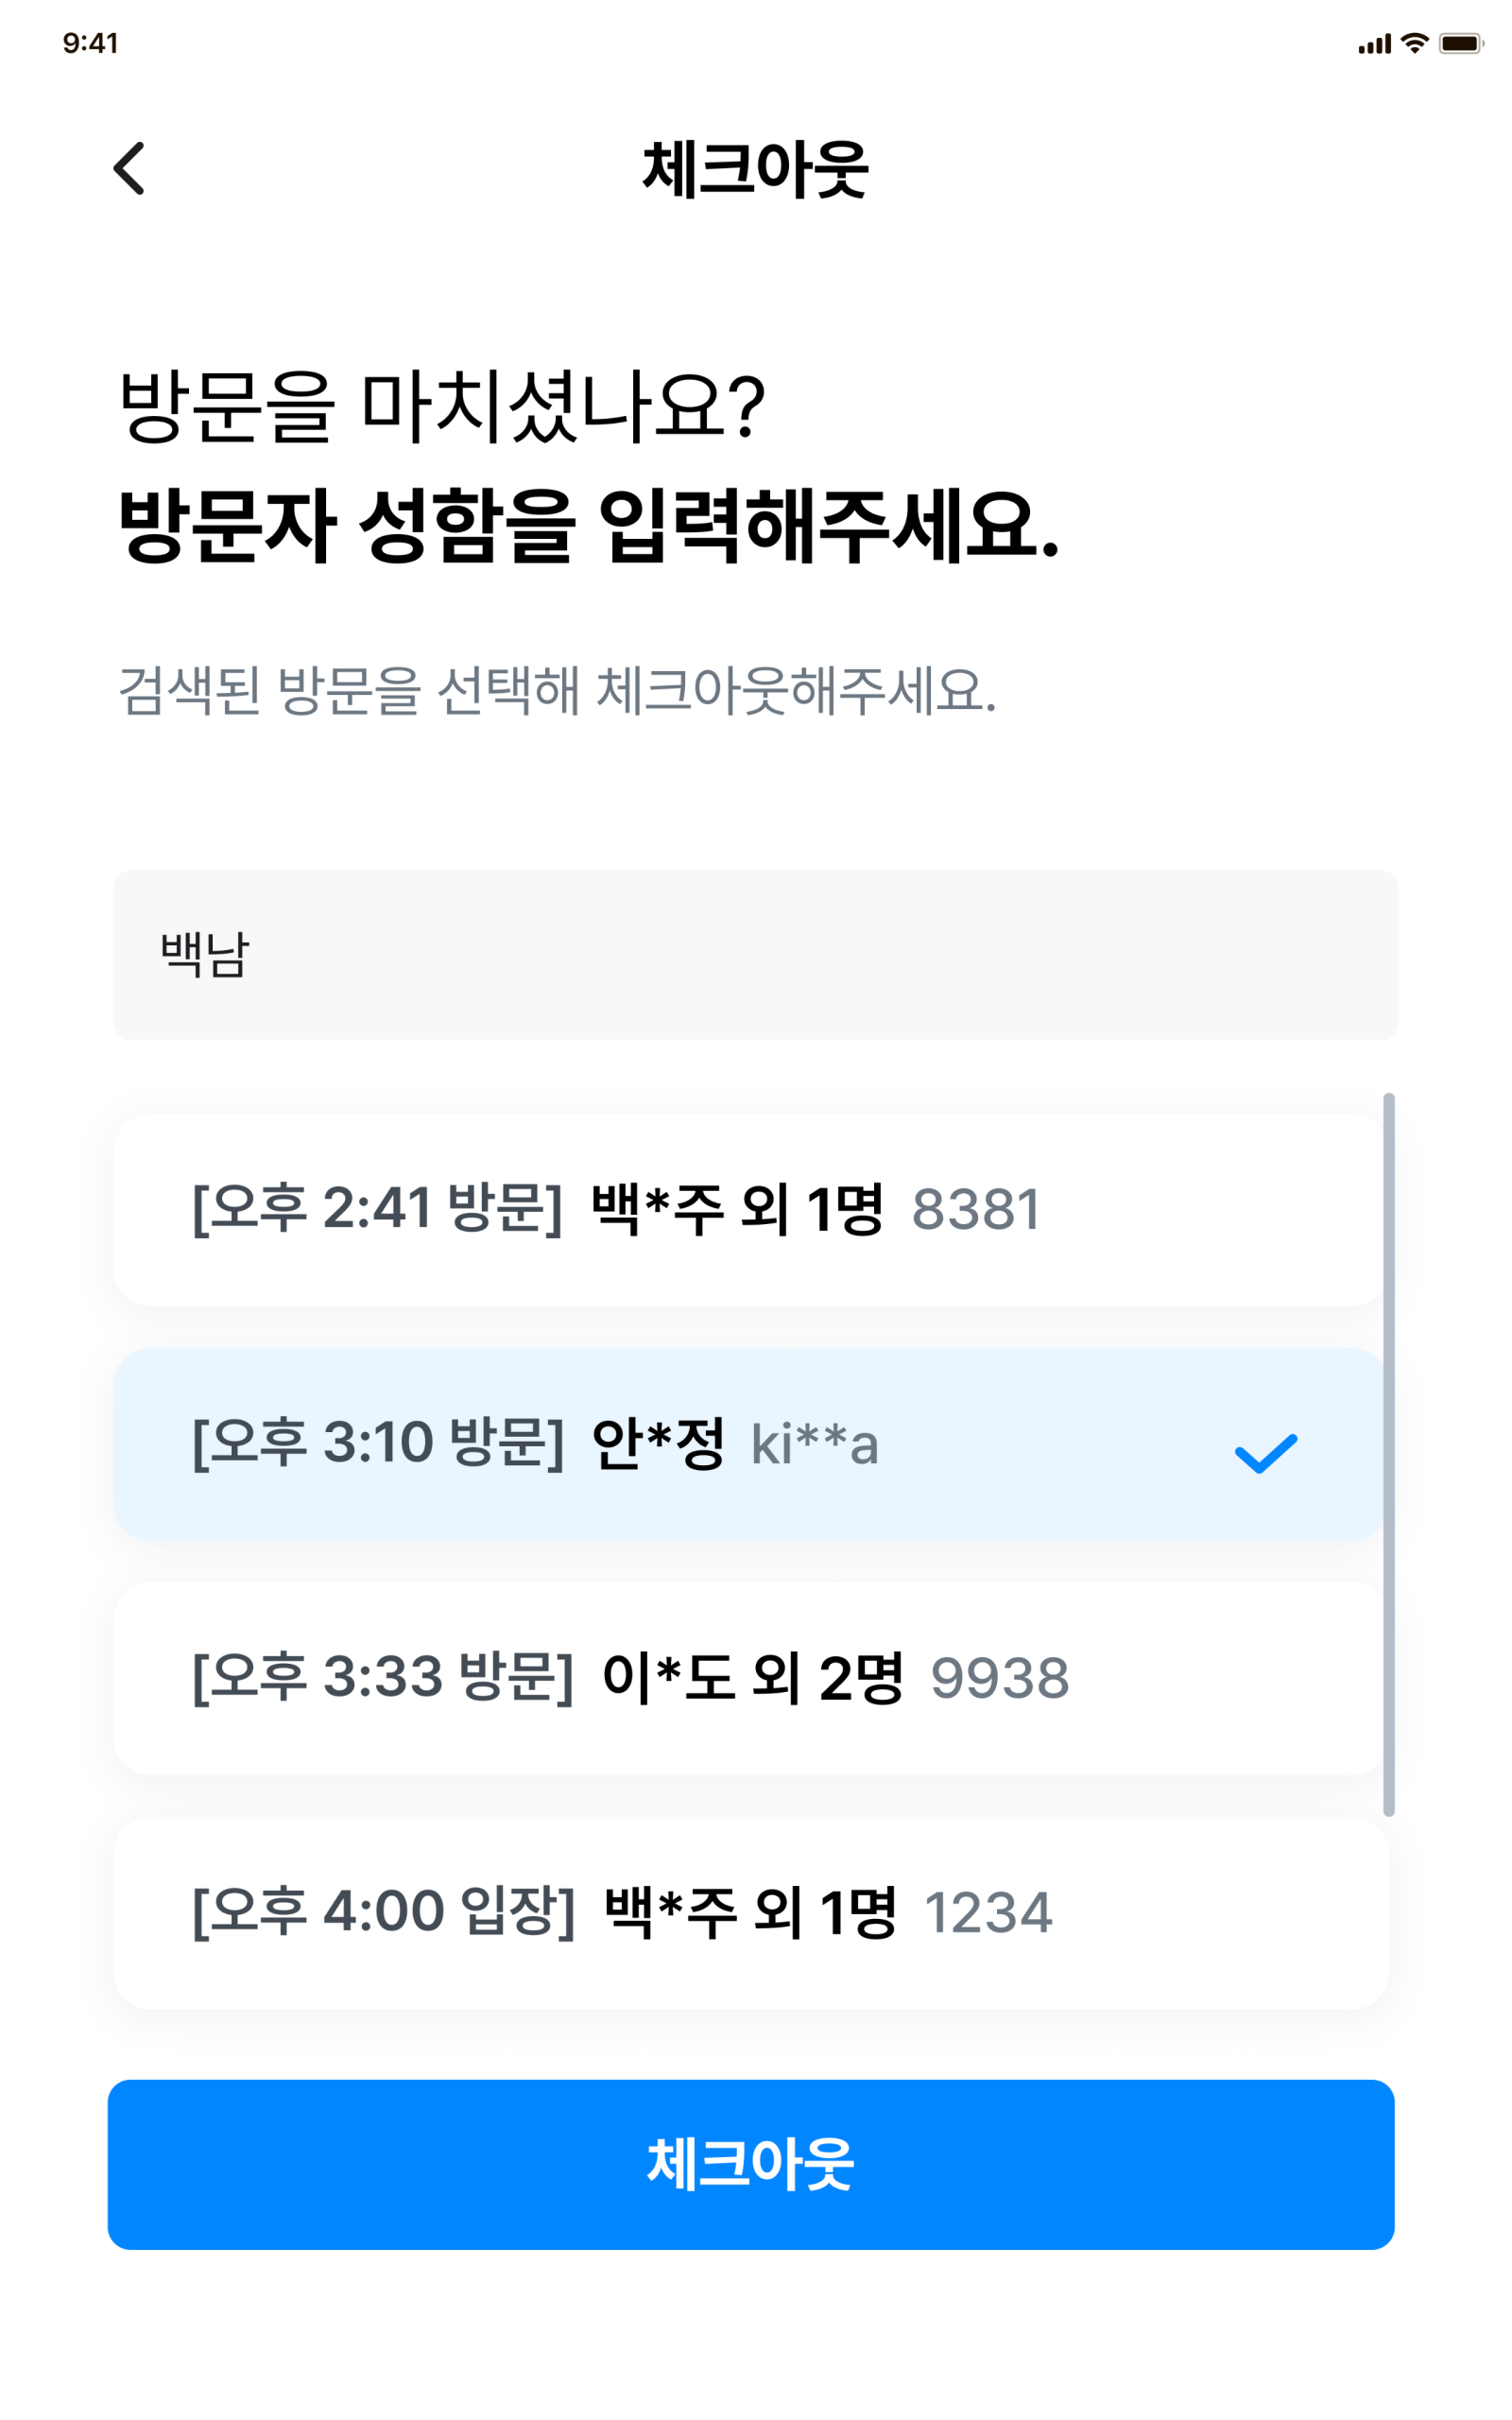 9:41
체크아웃
방문을 마치셨나요?
방문자 성함을 입력해주세요.
검색된 방문을 선택해 체크아웃해주세요.
백남
[오후 2:41 방문] 백*주 외 1명 8381
[오후 3:10 방문] 안*정 ki**a
[오후 3:33 방문] 이*도 외 2명 9938
[오후 4:00 입장] 백*주 외 1명 1234
체크아웃